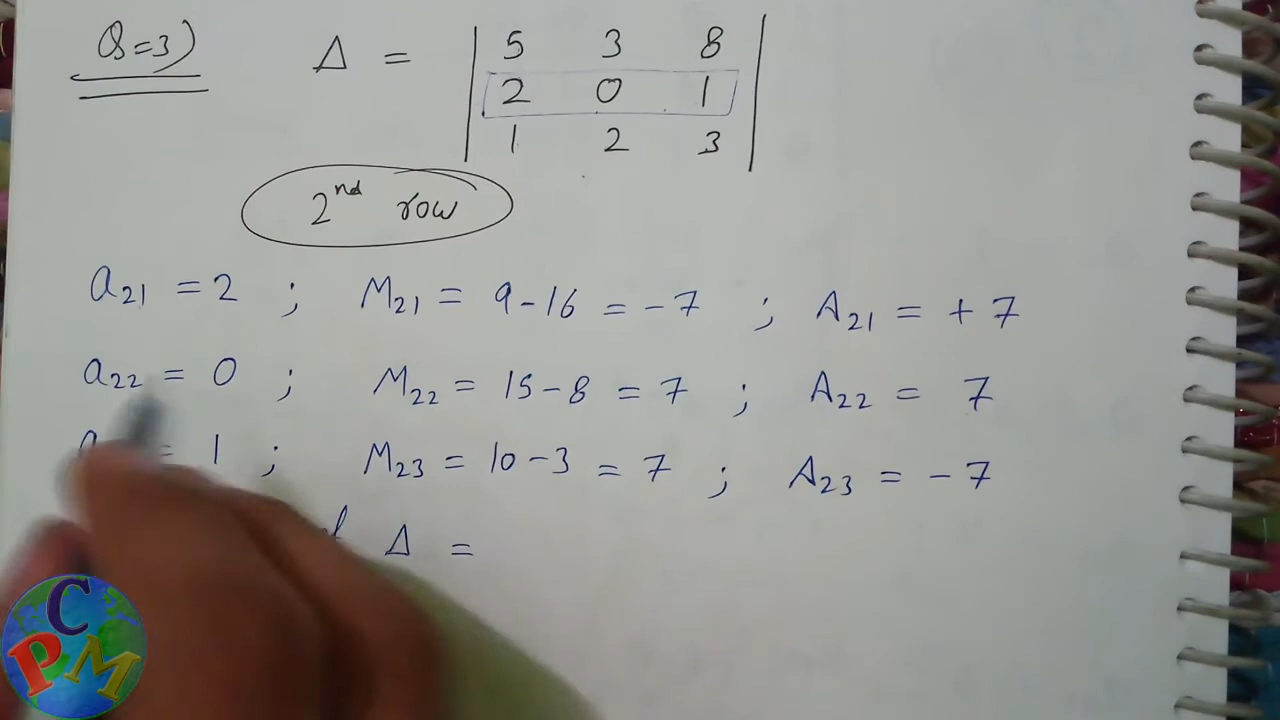 Q=3) Δ = | 5 3 8 |
| 2 0 1 |
| 1 2 3 |
2nd row
a21 = 2 ; M21 = 9-16 = -7 ; A21 = +7
a22 = 0 ; M22 = 15-8 = 7 ; A22 = 7
= 1 ; M23 = 10-3 = 7 ; A23 = -7
Δ =
CPM